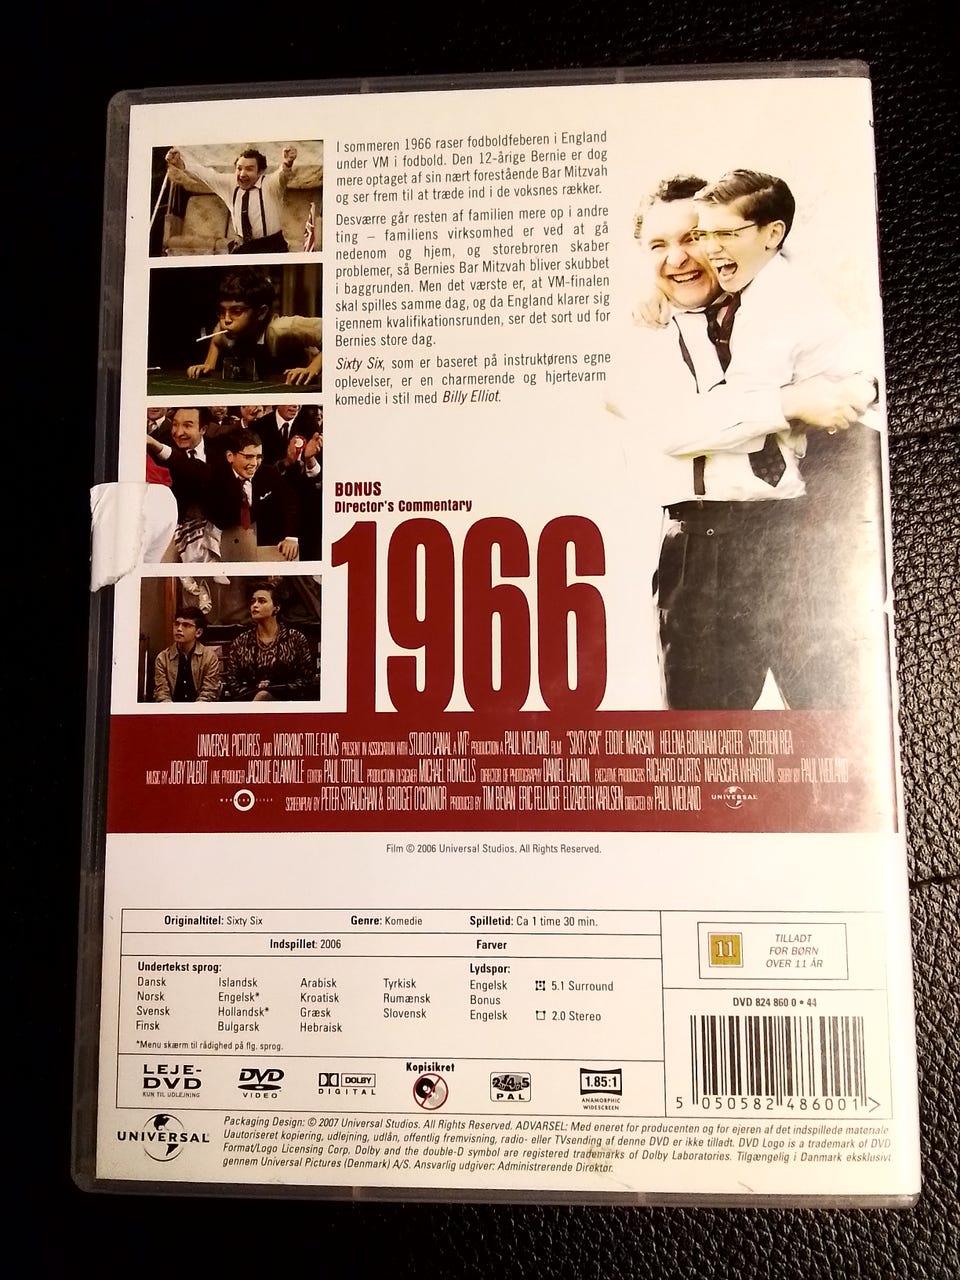 I sommeren 1966 raser fodboldfeberen i England
under VM i fodbold. Den 12-årige Bernie er dog
mere optaget af sin nært forestående Bar Mitzvah
og ser frem til at træde ind i de voksnes rækker.
Desværre går resten af familien mere op i andre
ting – familiens virksomhed er ved at gå
nedenom og hjem, og storebroren skaber
problemer, så Bernies Bar Mitzvah bliver skubbet
i baggrunden. Men det værste er, at VM-finalen
skal spilles samme dag, og da England klarer sig
igennem kvalifikationsrunden, ser det sort ud for
Bernies store dag.
Sixty Six, som er baseret på instruktørens egne
oplevelser, er en charmerende og hjertevarm
komedie i stil med Billy Elliot.
BONUS
Director's Commentary
1966
UNIVERSAL PICTURES AND WORKING TITLE FILMS PRESENT IN ASSOCIATION WITH STUDIO CANAL A WT² PRODUCTION A PAUL WEILAND FILM "SIXTY SIX" EDDIE MARSAN HELENA BONHAM CARTER STEPHEN REA
MUSIC BY JOBY TALBOT LINE PRODUCER JACQUIE GLANVILLE EDITOR PAUL TOTHILL PRODUCTION DESIGNER MICHAEL HOWELLS DIRECTOR OF PHOTOGRAPHY DANIEL LANDIN EXECUTIVE PRODUCERS RICHARD CURTIS NATASCHA WHARTON STORY BY PAUL WEILAND
WORKING TITLE SCREENPLAY BY PETER STRAUGHAN & BRIDGET O'CONNOR PRODUCED BY TIM BEVAN ERIC FELLNER ELIZABETH KARLSEN DIRECTED BY PAUL WEILAND UNIVERSAL
Film © 2006 Universal Studios. All Rights Reserved.
Originaltitel: Sixty Six Genre: Komedie Spilletid: Ca 1 time 30 min.
Indspillet: 2006 Farver
Undertekst sprog:
Dansk Islandsk Arabisk Tyrkisk
Norsk Engelsk* Kroatisk Rumænsk
Svensk Hollandsk* Græsk Slovensk
Finsk Bulgarsk Hebraisk
*Menu skærm til rådighed på flg. sprog.
Lydspor:
Engelsk 5.1 Surround
Bonus
Engelsk 2.0 Stereo
11
TILLADT
FOR BØRN
OVER 11 ÅR
DVD 824 860 0 • 44
5 050582 486001 >
LEJE-
DVD
KUN TIL UDLEJNING
DVD
VIDEO
DOLBY
DIGITAL
Kopisikret
2 4 5
PAL
1.85:1
ANAMORPHIC
WIDESCREEN
UNIVERSAL
Packaging Design: © 2007 Universal Studios. All Rights Reserved. ADVARSEL: Med eneret for producenten og for ejeren af det indspillede materiale
Uautoriseret kopiering, udlejning, udlån, offentlig fremvisning, radio- eller TVsending af denne DVD er ikke tilladt. DVD Logo is a trademark of DVD
Format/Logo Licensing Corp. Dolby and the double-D symbol are registered trademarks of Dolby Laboratories. Tilgængelig i Danmark eksklusivt
gennem Universal Pictures (Denmark) A/S. Ansvarlig udgiver: Administrerende Direktør.